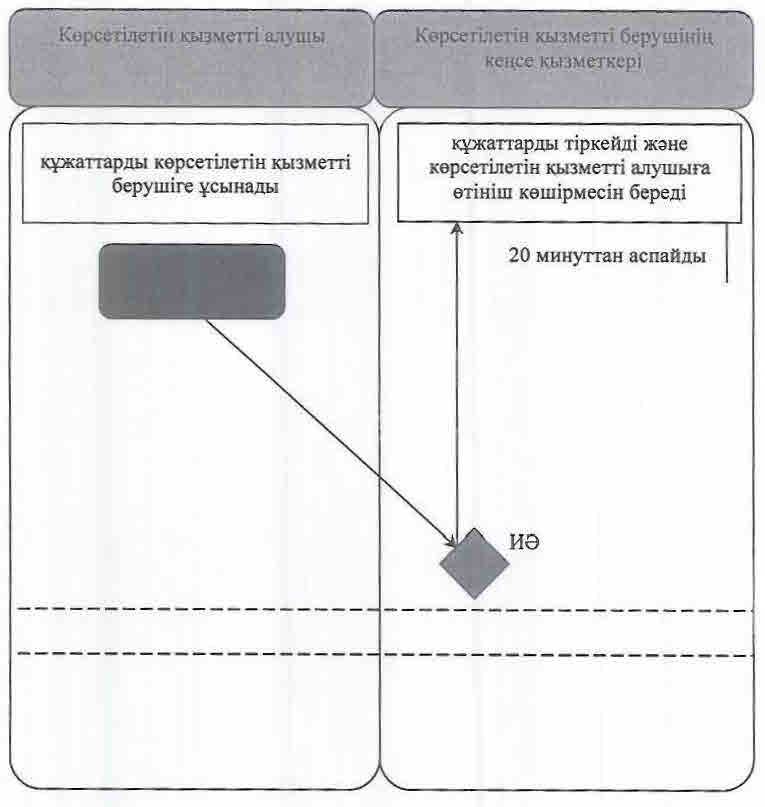 Көрсетілетін қызметті алушы
Көрсетілетін қызметті берушінің
кеңсе қызметкері
құжаттарды көрсетілетін қызметті
берушіге ұсынады
құжаттарды тіркейді және
көрсетілетін қызметті алушыға
өтініш көшірмесін береді
20 минуттан аспайды
ИӘ